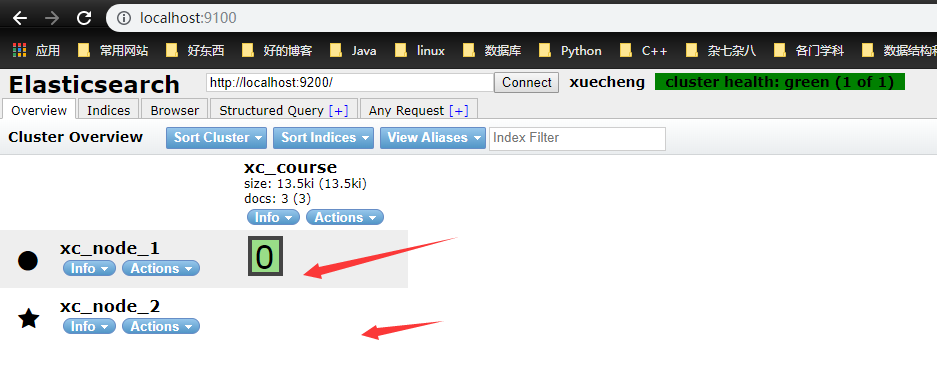 localhost:9100
应用 常用网站 好东西 好的博客 Java linux 数据库 Python C++ 杂七杂八 各门学科 数据结构和
Elasticsearch http://localhost:9200/ Connect xuecheng cluster health: green (1 of 1)
Overview Indices Browser Structured Query [+] Any Request [+]
Cluster Overview Sort Cluster Sort Indices View Aliases Index Filter
xc_course
size: 13.5ki (13.5ki)
docs: 3 (3)
Info Actions
xc_node_1 0
Info Actions
xc_node_2
Info Actions